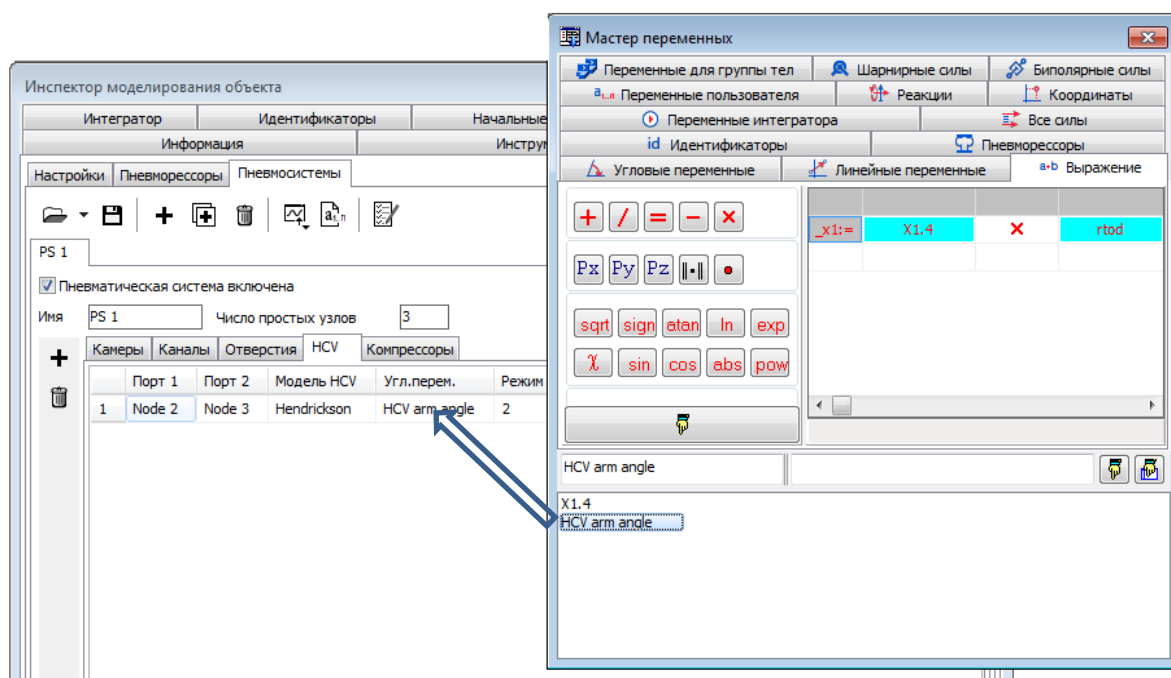 Инспектор моделирования объекта
Интегратор Идентификаторы Начальные
Информация Инстру
Настройки Пневморессоры Пневмосистемы
PS 1
Пневматическая система включена
Имя PS 1 Число простых узлов 3
Камеры Каналы Отверстия HCV Компрессоры
Порт 1 Порт 2 Модель HCV Угл.перем. Режим
1 Node 2 Node 3 Hendrickson HCV arm angle 2
Мастер переменных
Переменные для группы тел Шарнирные силы Биполярные силы
Переменные пользователя Реакции Координаты
Переменные интегратора Все силы
id Идентификаторы Пневморессоры
Угловые переменные Линейные переменные a+b Выражение
+ / = - ×
_x1:= X1.4 × rtod
Px Py Pz ||•|| •
sqrt sign atan ln exp
χ sin cos abs pow
HCV arm angle
X1.4
HCV arm angle